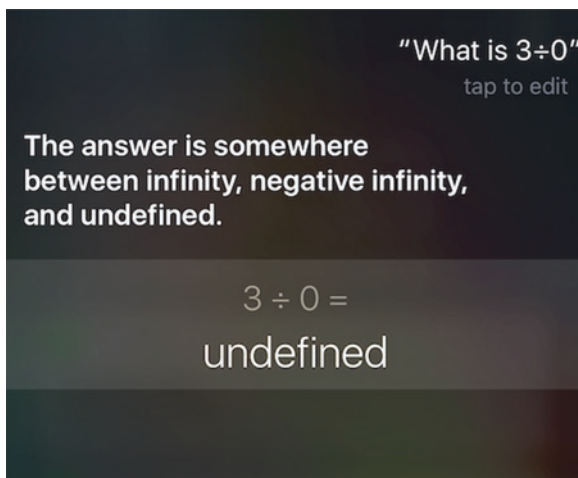 "What is 3÷0"
tap to edit
The answer is somewhere
between infinity, negative infinity,
and undefined.
3 ÷ 0 =
undefined